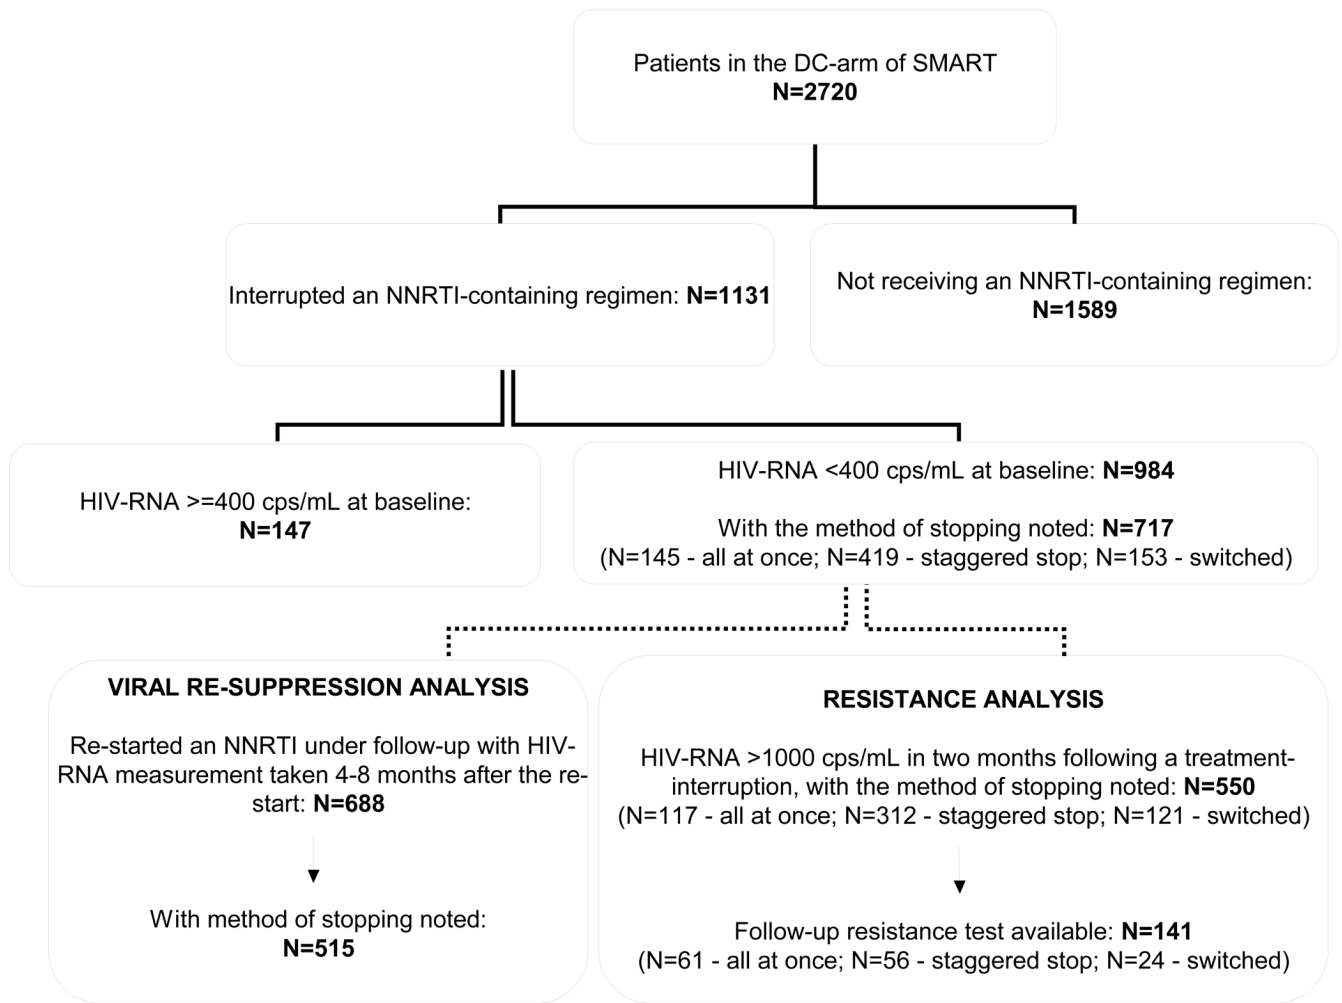 Patients in the DC-arm of SMART
N=2720
Interrupted an NNRTI-containing regimen: N=1131
Not receiving an NNRTI-containing regimen:
N=1589
HIV-RNA >=400 cps/mL at baseline:
N=147
HIV-RNA <400 cps/mL at baseline: N=984
With the method of stopping noted: N=717
(N=145 - all at once; N=419 - staggered stop; N=153 - switched)
VIRAL RE-SUPPRESSION ANALYSIS
Re-started an NNRTI under follow-up with HIV-
RNA measurement taken 4-8 months after the re-
start: N=688
With method of stopping noted:
N=515
RESISTANCE ANALYSIS
HIV-RNA >1000 cps/mL in two months following a treatment-
interruption, with the method of stopping noted: N=550
(N=117 - all at once; N=312 - staggered stop; N=121 - switched)
Follow-up resistance test available: N=141
(N=61 - all at once; N=56 - staggered stop; N=24 - switched)